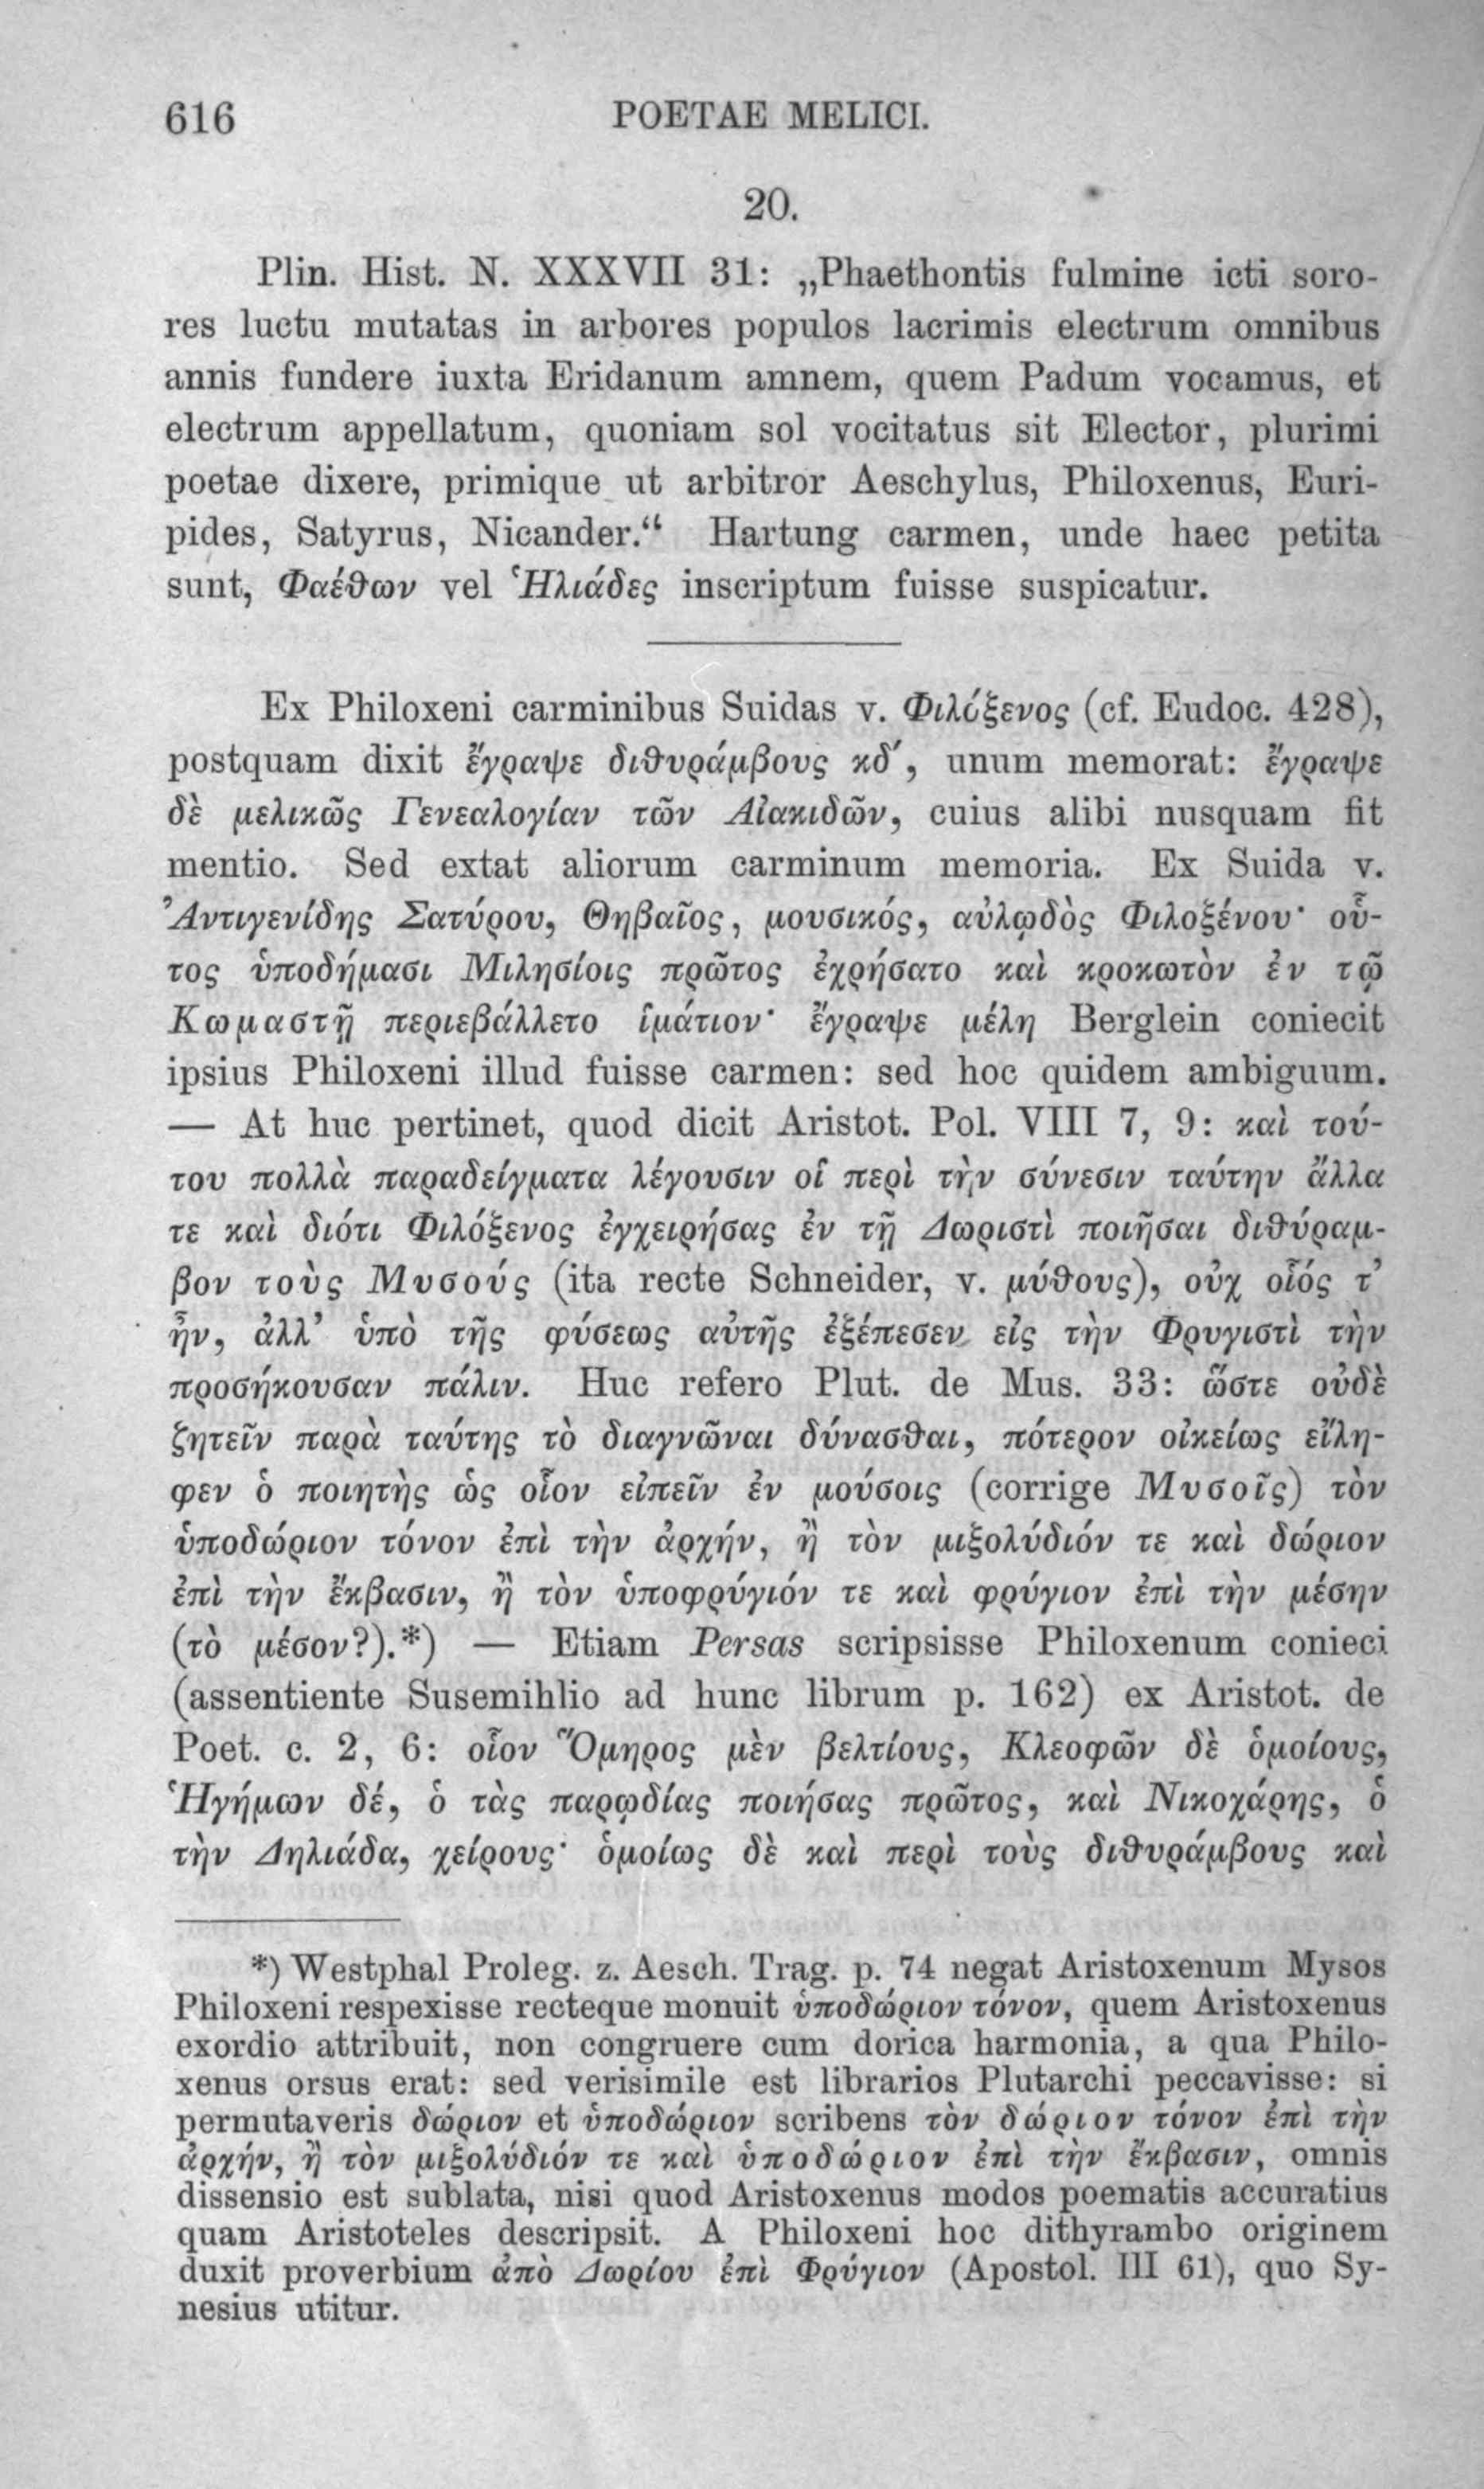 616 POETAE MELICI.
20.
Plin. Hist. N. XXXVII 31: „Phaethontis fulmine icti soro-
res luctu mutatas in arbores populos lacrimis electrum omnibus
annis fundere iuxta Eridanum amnem, quem Padum vocamus, et
electrum appellatum, quoniam sol vocitatus sit Elector, plurimi
poetae dixere, primique ut arbitror Aeschylus, Philoxenus, Euri-
pides, Satyrus, Nicander.“ Hartung carmen, unde haec petita
sunt, Φαέθων vel Ἡλιάδες inscriptum fuisse suspicatur.
Ex Philoxeni carminibus Suidas v. Φιλόξενος (cf. Eudoc. 428),
postquam dixit ἔγραψε διθυράμβους κδ΄, unum memorat: ἔγραψε
δὲ μελικῶς Γενεαλογίαν τῶν Αἰακιδῶν, cuius alibi nusquam fit
mentio. Sed extat aliorum carminum memoria. Ex Suida v.
Ἀντιγενίδης Σατύρου, Θηβαῖος, μουσικός, αὐλῳδὸς Φιλοξένου· οὗ-
τος ὑποδήμασι Μιλησίοις πρῶτος ἐχρήσατο καὶ κροκωτὸν ἐν τῷ
Κωμαστῇ περιεβάλλετο ἱμάτιον· ἔγραψε μέλη Berglein coniecit
ipsius Philoxeni illud fuisse carmen: sed hoc quidem ambiguum.
— At huc pertinet, quod dicit Aristot. Pol. VIII 7, 9: καὶ τού-
του πολλὰ παραδείγματα λέγουσιν οἱ περὶ τὴν σύνεσιν ταύτην ἄλλα
τε καὶ διότι Φιλόξενος ἐγχειρήσας ἐν τῇ Δωριστὶ ποιῆσαι διθύραμ-
βον τοὺς Μυσούς (ita recte Schneider, v. μύθους), οὐχ οἷός τ’
ἦν, ἀλλ’ ὑπὸ τῆς φύσεως αὐτῆς ἐξέπεσεν εἰς τὴν Φρυγιστὶ τὴν
προσήκουσαν πάλιν. Huc refero Plut. de Mus. 33: ὥστε οὐδὲ
ζητεῖν παρὰ ταύτης τὸ διαγνῶναι δύνασθαι, πότερον οἰκείως εἴλη-
φεν ὁ ποιητὴς ὡς οἷον εἰπεῖν ἐν μούσοις (corrige Μυσοῖς) τὸν
ὑποδώριον τόνον ἐπὶ τὴν ἀρχήν, ἢ τὸν μιξολύδιόν τε καὶ δώριον
ἐπὶ τὴν ἔκβασιν, ἢ τὸν ὑποφρύγιόν τε καὶ φρύγιον ἐπὶ τὴν μέσην
(τὸ μέσον?).*) — Etiam Persas scripsisse Philoxenum conieci
(assentiente Susemihlio ad hunc librum p. 162) ex Aristot. de
Poet. c. 2, 6: οἷον Ὅμηρος μὲν βελτίους, Κλεοφῶν δὲ ὁμοίους,
Ἡγήμων δέ, ὁ τὰς παρῳδίας ποιήσας πρῶτος, καὶ Νικοχάρης, ὁ
τὴν Δηλιάδα, χείρους· ὁμοίως δὲ καὶ περὶ τοὺς διθυράμβους καὶ
*) Westphal Proleg. z. Aesch. Trag. p. 74 negat Aristoxenum Mysos
Philoxeni respexisse recteque monuit ὑποδώριον τόνον, quem Aristoxenus
exordio attribuit, non congruere cum dorica harmonia, a qua Philo-
xenus orsus erat: sed verisimile est librarios Plutarchi peccavisse: si
permutaveris δώριον et ὑποδώριον scribens τὸν δώριον τόνον ἐπὶ τὴν
ἀρχήν, ἢ τὸν μιξολύδιόν τε καὶ ὑποδώριον ἐπὶ τὴν ἔκβασιν, omnis
dissensio est sublata, nisi quod Aristoxenus modos poematis accuratius
quam Aristoteles descripsit. A Philoxeni hoc dithyrambo originem
duxit proverbium ἀπὸ Δωρίου ἐπὶ Φρύγιον (Apostol. III 61), quo Sy-
nesius utitur.